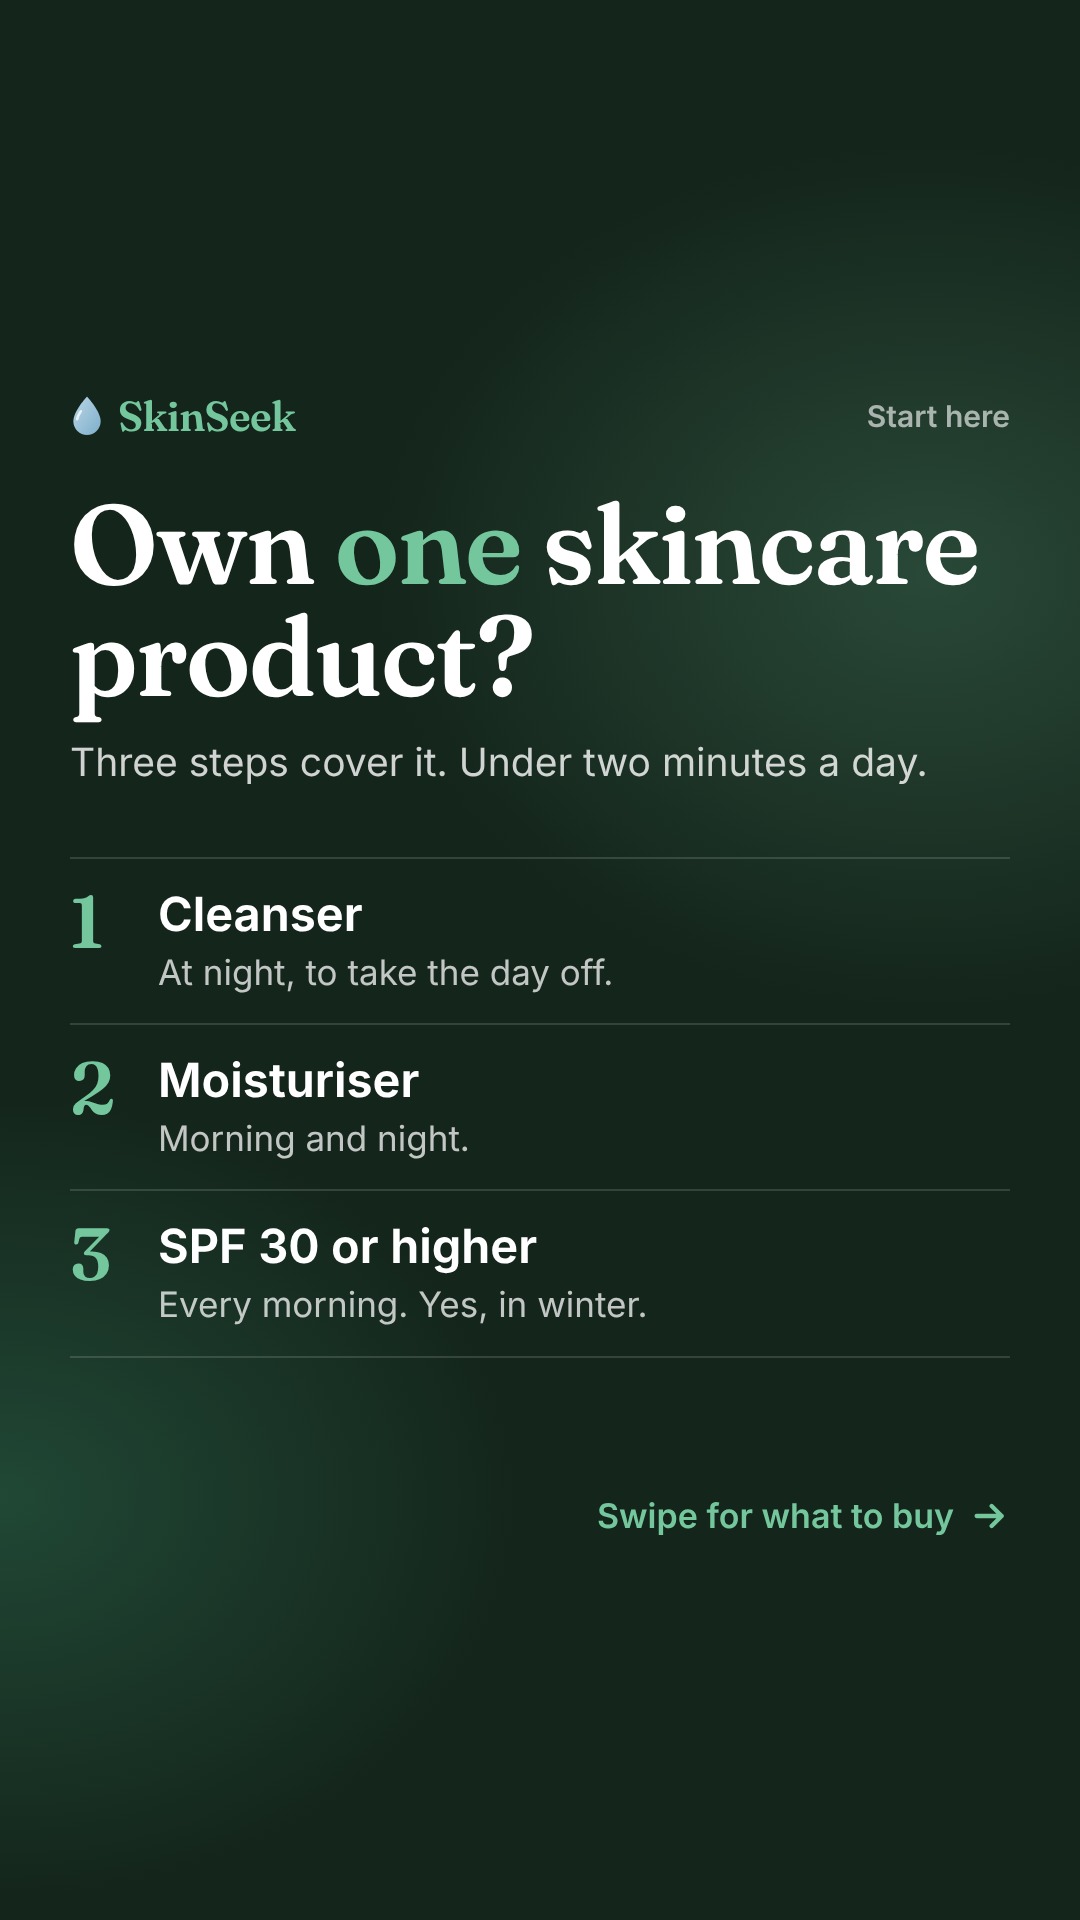 SkinSeek
Start here
Own one skincare
product?
Three steps cover it. Under two minutes a day.
1
Cleanser
At night, to take the day off.
2
Moisturiser
Morning and night.
3
SPF 30 or higher
Every morning. Yes, in winter.
Swipe for what to buy →